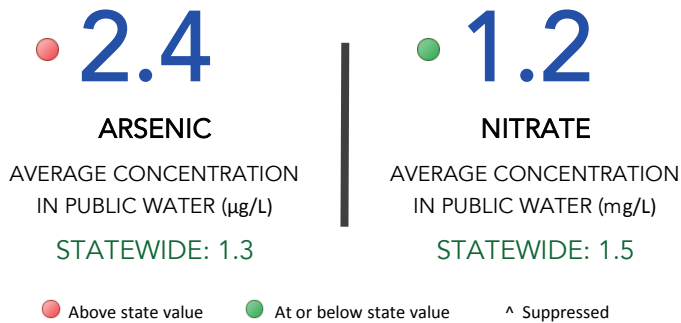 2.4
ARSENIC
AVERAGE CONCENTRATION
IN PUBLIC WATER (µg/L)
STATEWIDE: 1.3
1.2
NITRATE
AVERAGE CONCENTRATION
IN PUBLIC WATER (mg/L)
STATEWIDE: 1.5
Above state value
At or below state value
^ Suppressed